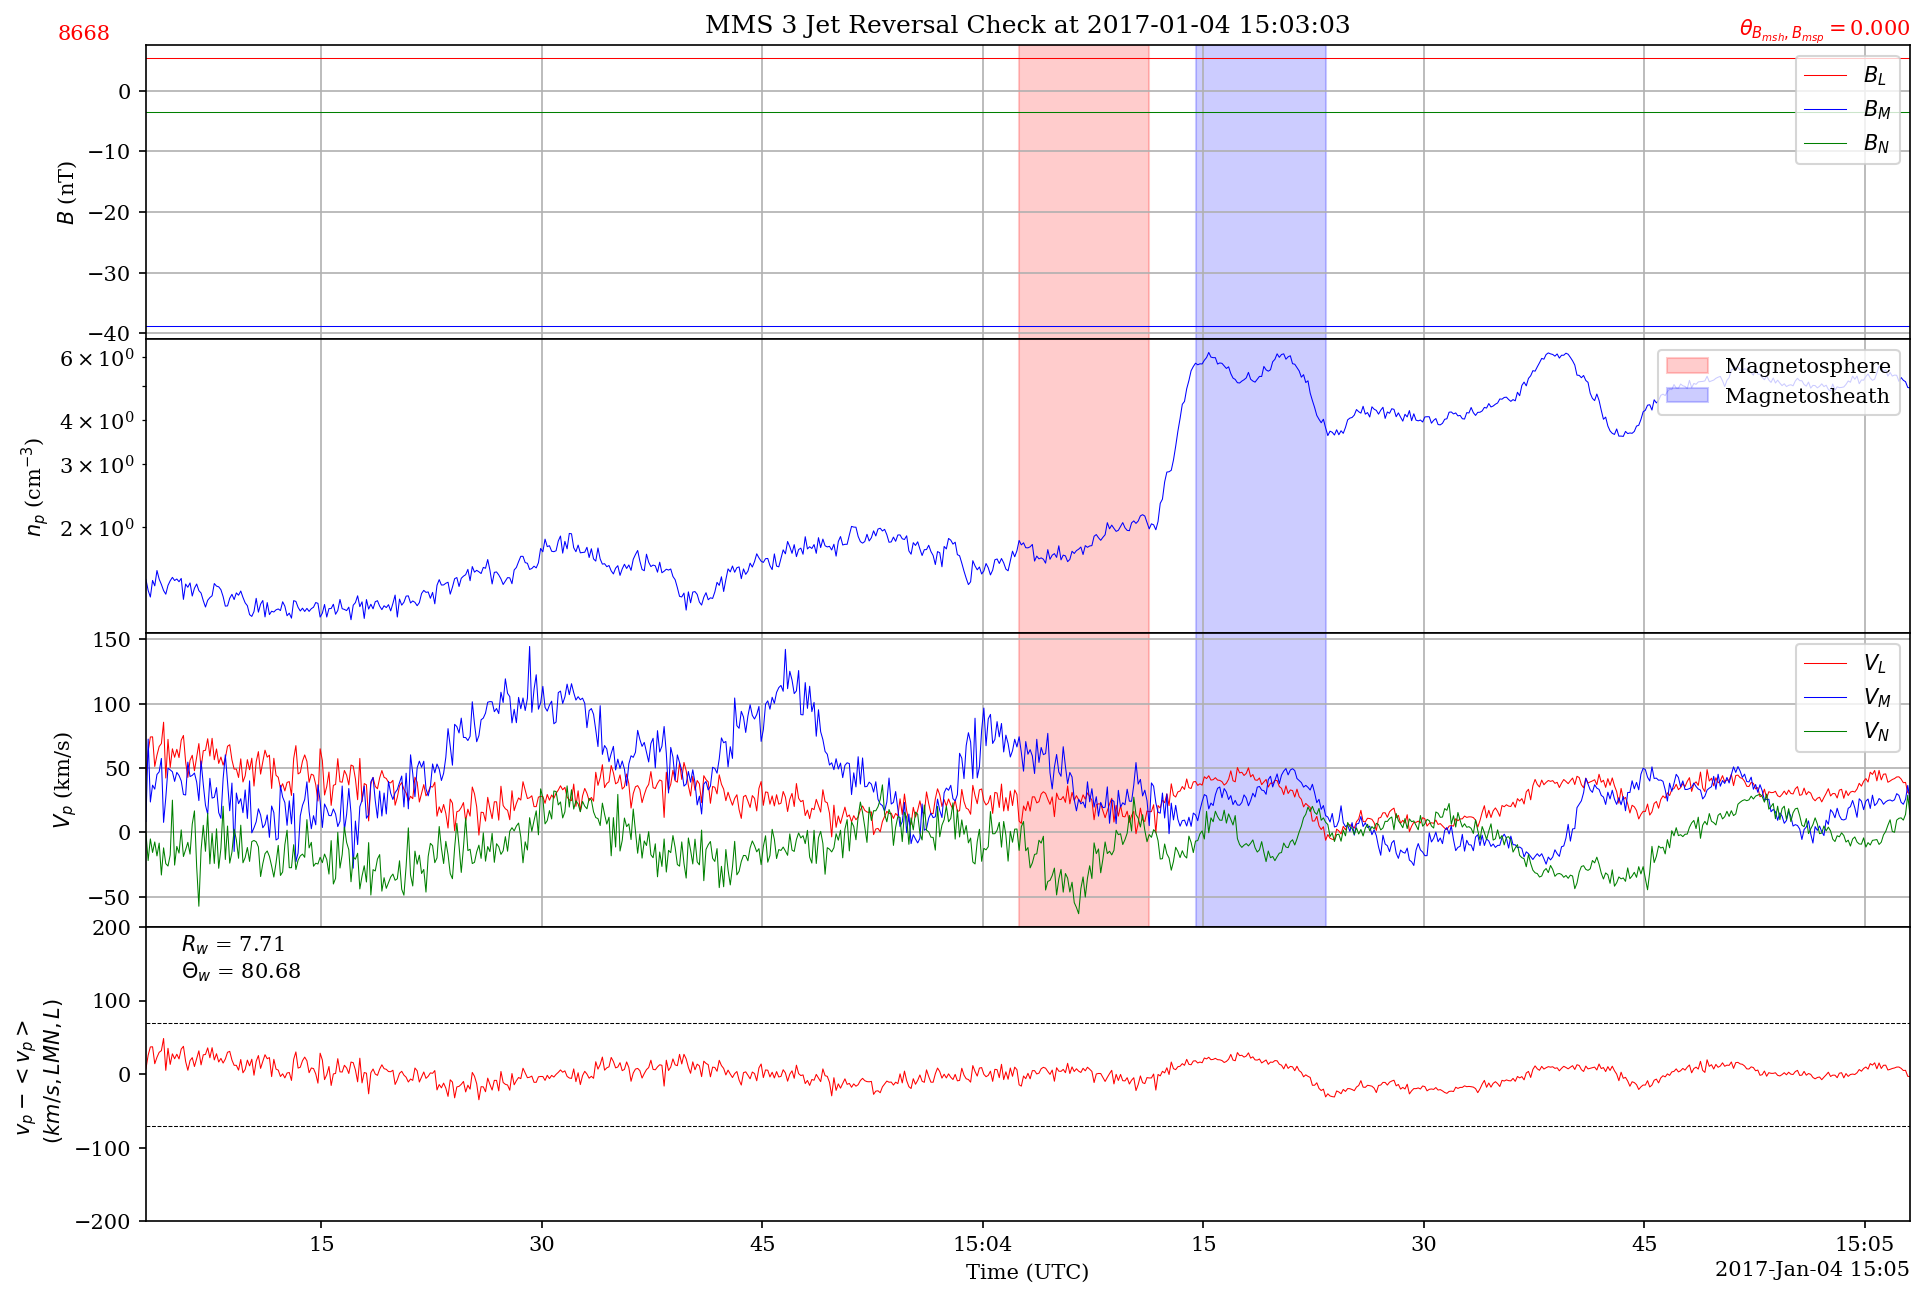 8668
MMS 3 Jet Reversal Check at 2017-01-04 15:03:03
θ_{B_{msh}, B_{msp}} = 0.000
B (nT)
0
−10
−20
−30
−40
B_L
B_M
B_N
n_p (cm^{−3})
6 × 10^0
4 × 10^0
3 × 10^0
2 × 10^0
Magnetosphere
Magnetosheath
V_p (km/s)
150
100
50
0
−50
V_L
V_M
V_N
v_p − < v_p >
(km/s, LMN, L)
200
100
0
−100
−200
R_w = 7.71
Θ_w = 80.68
15 30 45 15:04 15 30 45 15:05
Time (UTC)
2017-Jan-04 15:05